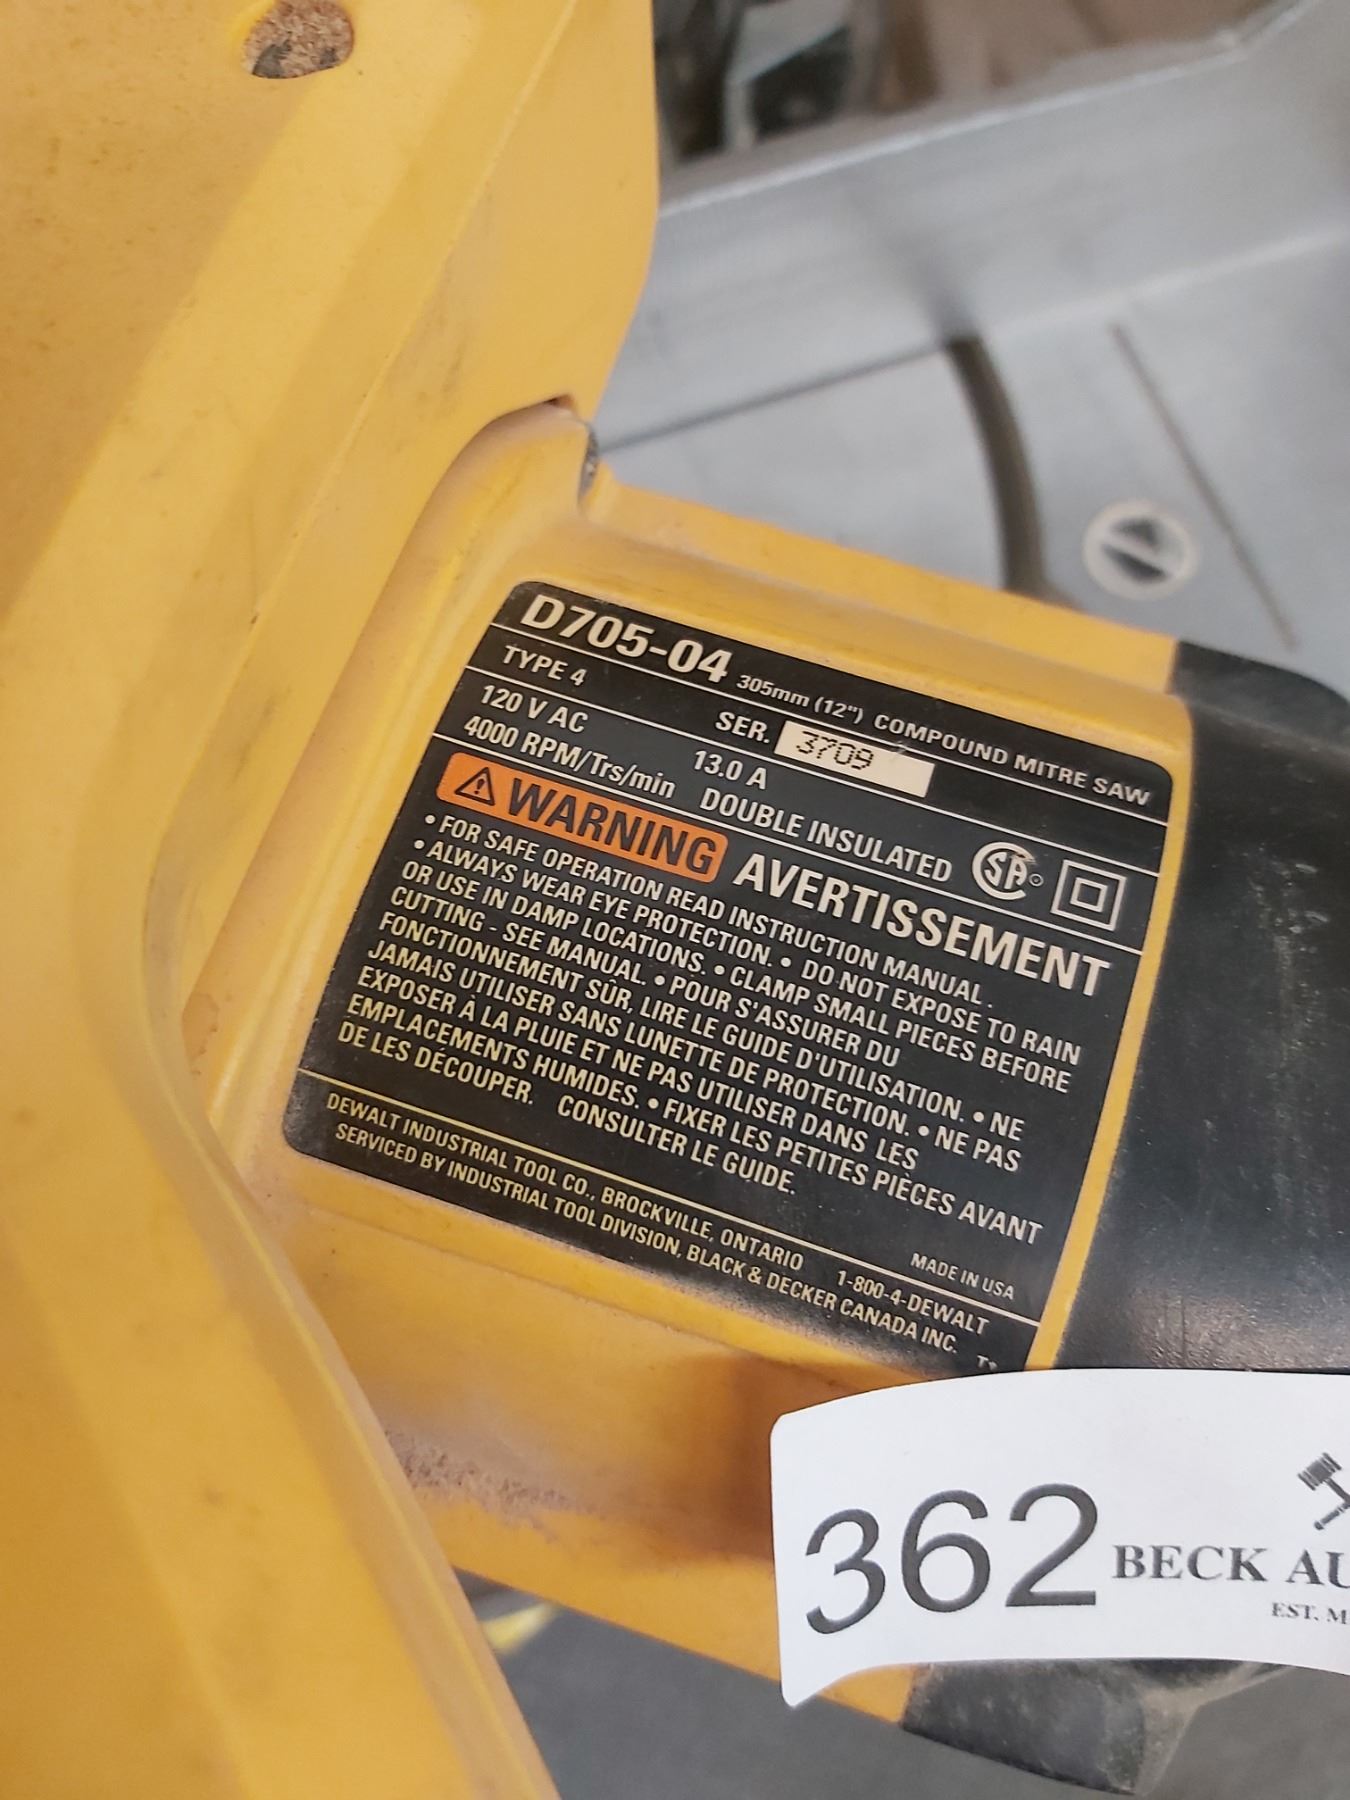 D705-04 305mm (12") COMPOUND MITRE SAW
TYPE 4 SER. 3709
120 V AC 13.0 A
4000 RPM/Trs/min DOUBLE INSULATED
WARNING AVERTISSEMENT
• FOR SAFE OPERATION READ INSTRUCTION MANUAL.
• ALWAYS WEAR EYE PROTECTION. • DO NOT EXPOSE TO RAIN
OR USE IN DAMP LOCATIONS. • CLAMP SMALL PIECES BEFORE
CUTTING - SEE MANUAL. • POUR S'ASSURER DU
FONCTIONNEMENT SÛR, LIRE LE GUIDE D'UTILISATION. • NE
JAMAIS UTILISER SANS LUNETTE DE PROTECTION. • NE PAS
EXPOSER À LA PLUIE ET NE PAS UTILISER DANS LES
EMPLACEMENTS HUMIDES. • FIXER LES PETITES PIÈCES AVANT
DE LES DÉCOUPER. CONSULTER LE GUIDE.
MADE IN USA
DEWALT INDUSTRIAL TOOL CO., BROCKVILLE, ONTARIO 1-800-4-DEWALT
SERVICED BY INDUSTRIAL TOOL DIVISION, BLACK & DECKER CANADA INC.
362 BECK AU
EST. M